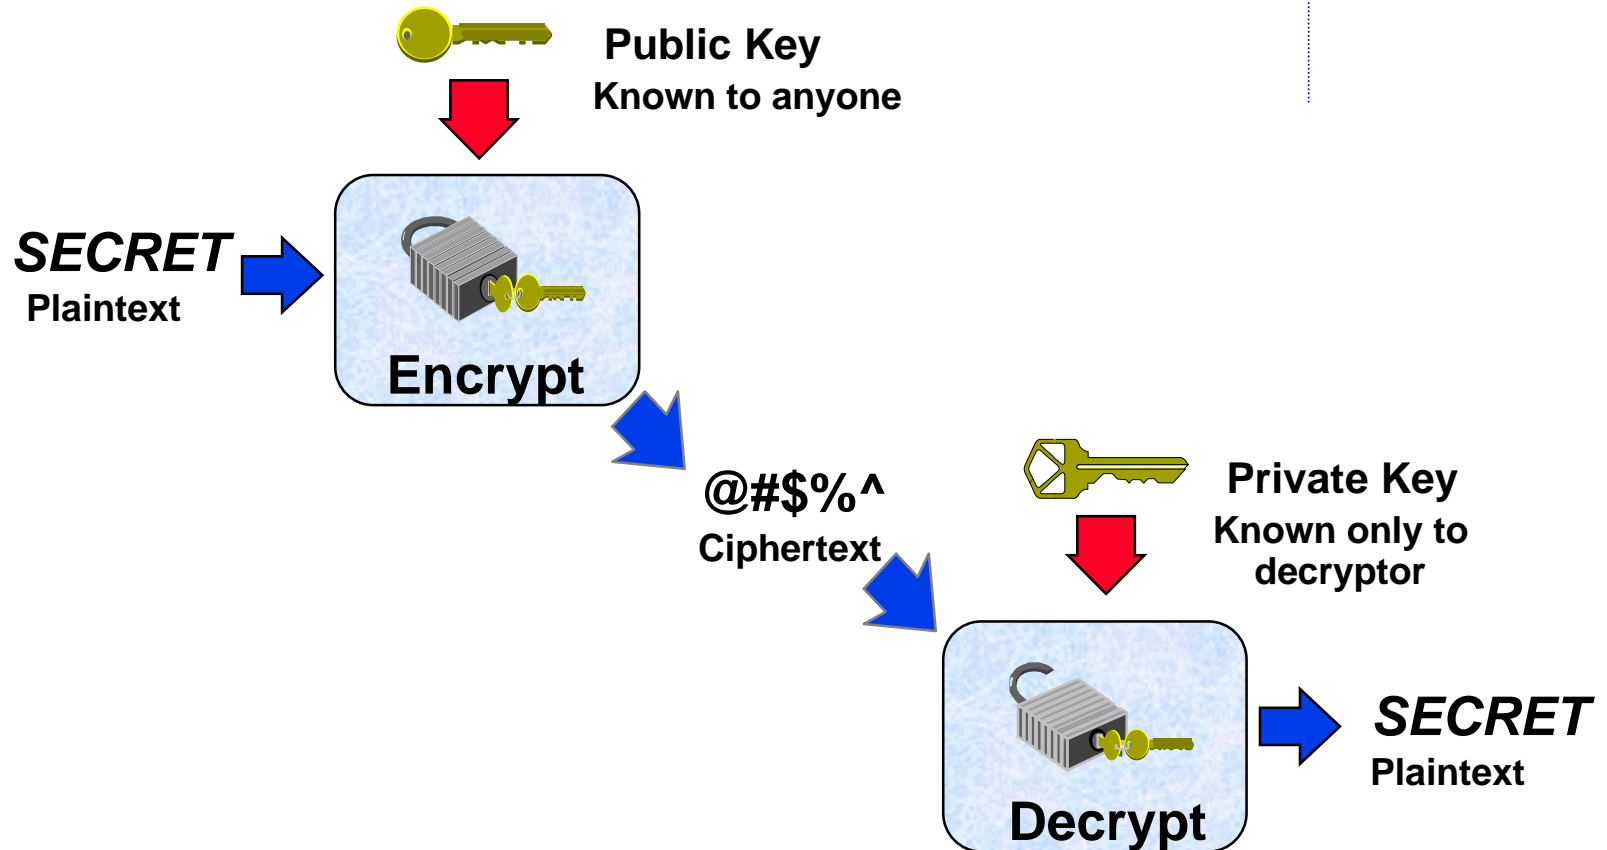 Public Key
Known to anyone
SECRET
Plaintext
Encrypt
@#$%^
Ciphertext
Private Key
Known only to
decryptor
SECRET
Plaintext
Decrypt